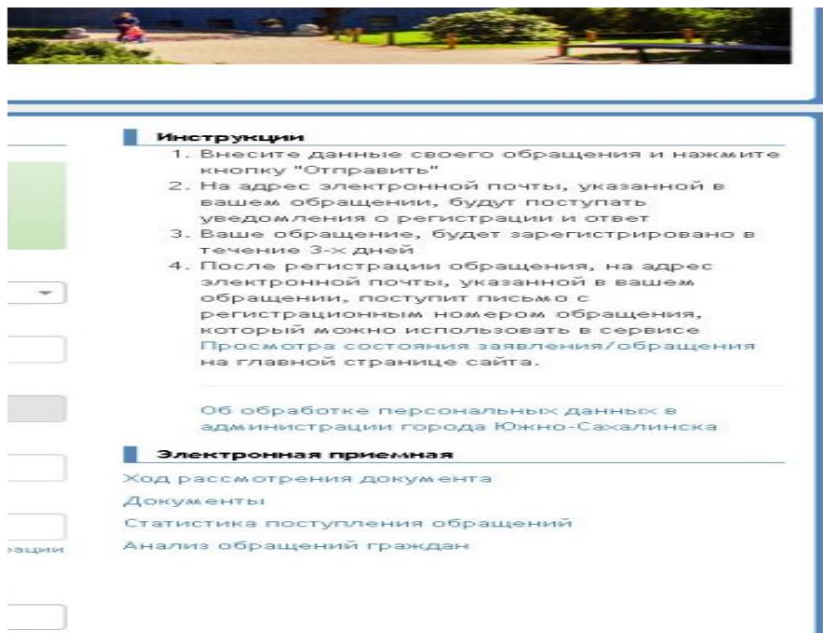 Инструкции
1. Внесите данные своего обращения и нажмите
кнопку "Отправить"
2. На адрес электронной почты, указанной в
вашем обращении, будут поступать
уведомления о регистрации и ответ
3. Ваше обращение, будет зарегистрировано в
течение 3-х дней
4. После регистрации обращения, на адрес
электронной почты, указанной в вашем
обращении, поступит письмо с
регистрационным номером обращения,
который можно использовать в сервисе
Просмотра состояния заявления/обращения
на главной странице сайта.
Об обработке персональных данных в
администрации города Южно-Сахалинска
Электронная приемная
Ход рассмотрения документа
Документы
Статистика поступления обращений
Анализ обращений граждан